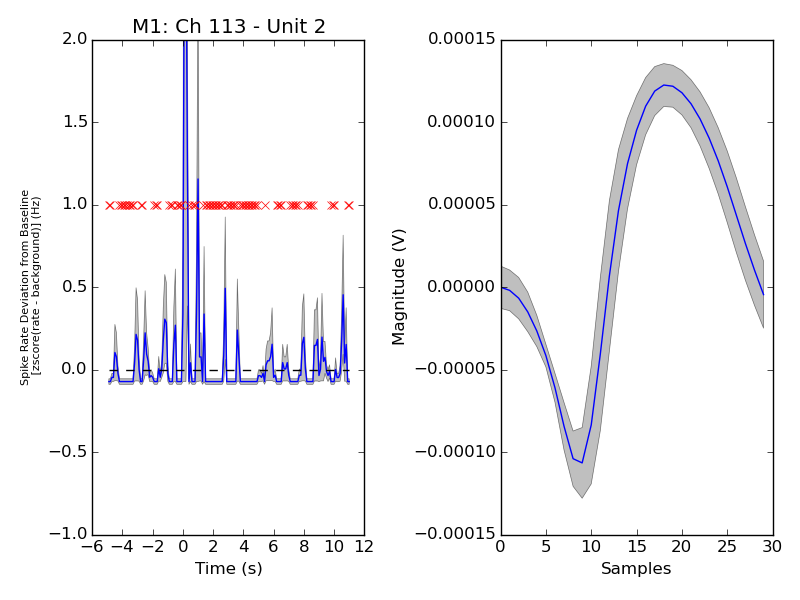 M1: Ch 113 - Unit 2
Spike Rate Deviation from Baseline
[zscore(rate - background)] (Hz)
2.0
1.5
1.0
0.5
0.0
−0.5
−1.0
−6 −4 −2 0 2 4 6 8 10 12
Time (s)
Magnitude (V)
0.00015
0.00010
0.00005
0.00000
−0.00005
−0.00010
−0.00015
0 5 10 15 20 25 30
Samples